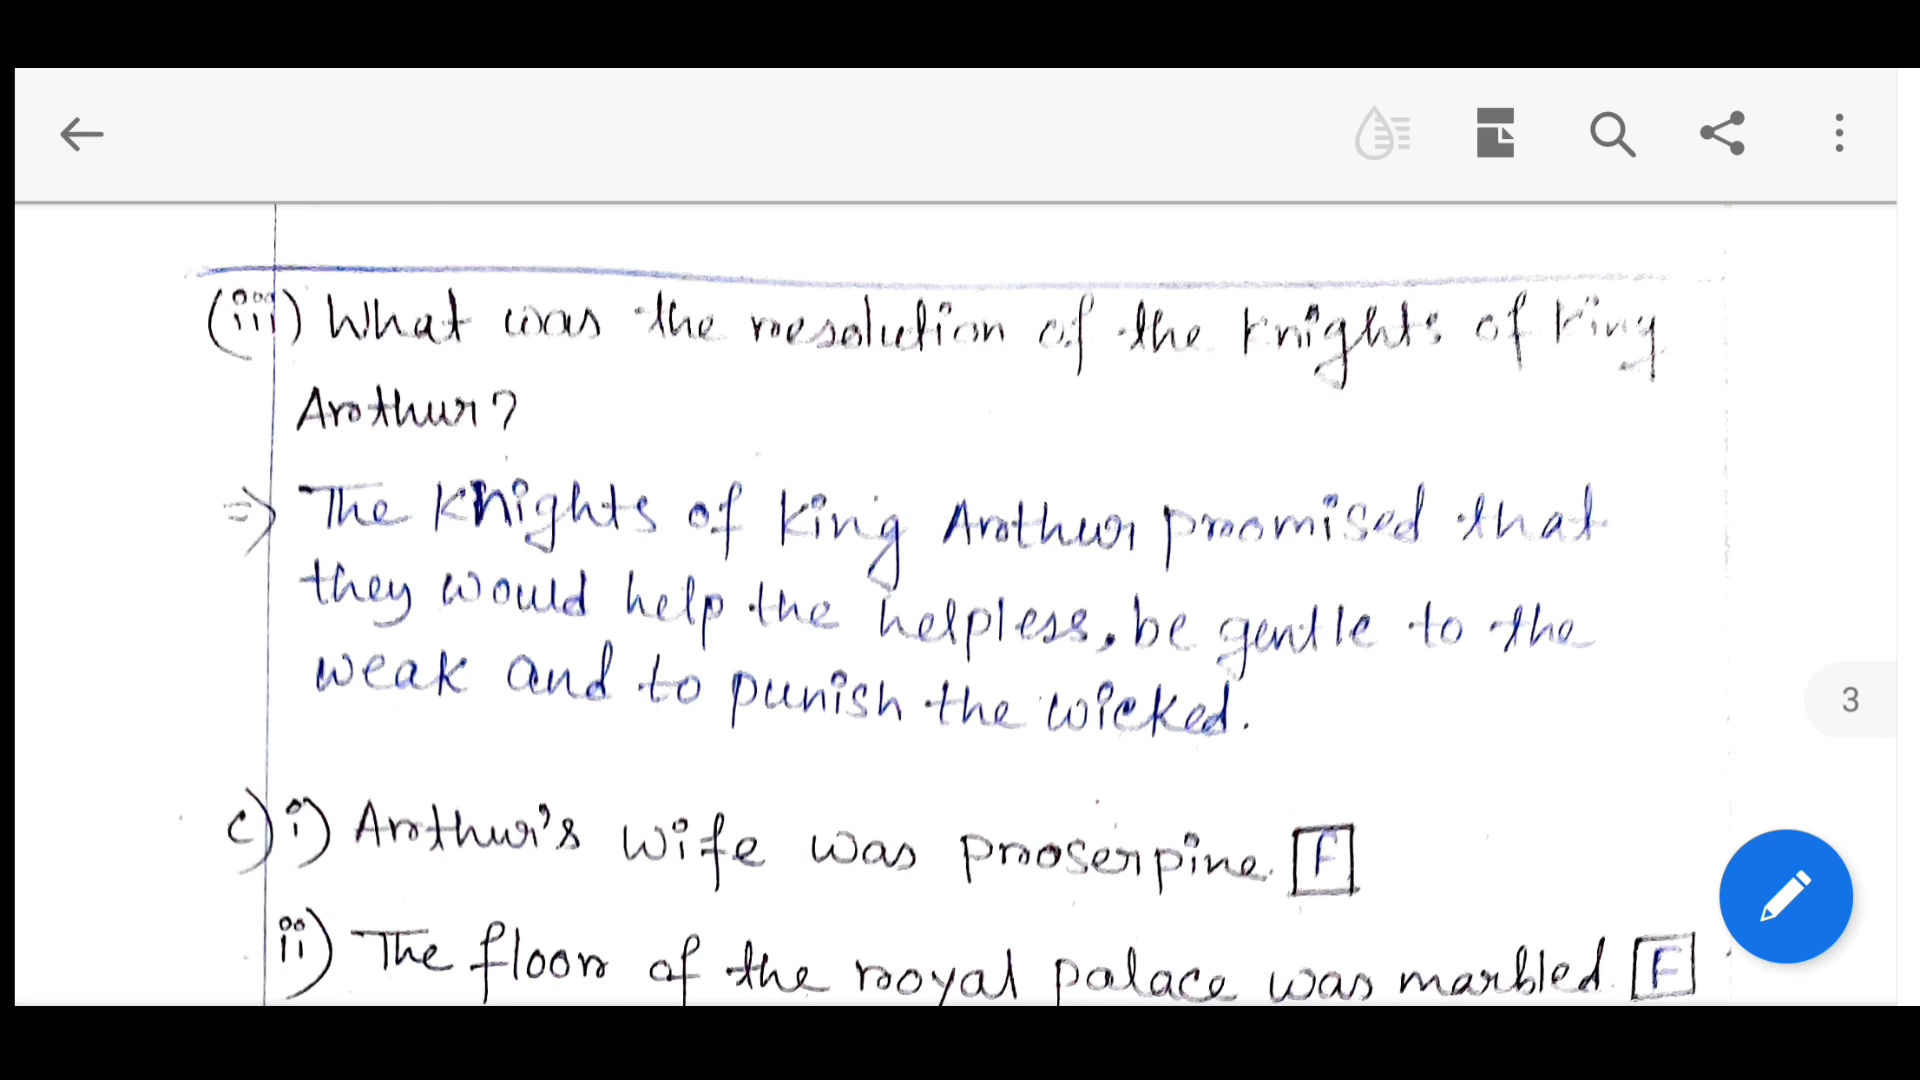 (iii) What was the resolution of the knights of King
Arthur?
⇒ The Knights of King Arthur promised that
they would help the helpless, be gentle to the
weak and to punish the wicked.
3
c) i) Arthur's wife was proserpine. F
ii) The floor of the royal palace was marbled. F